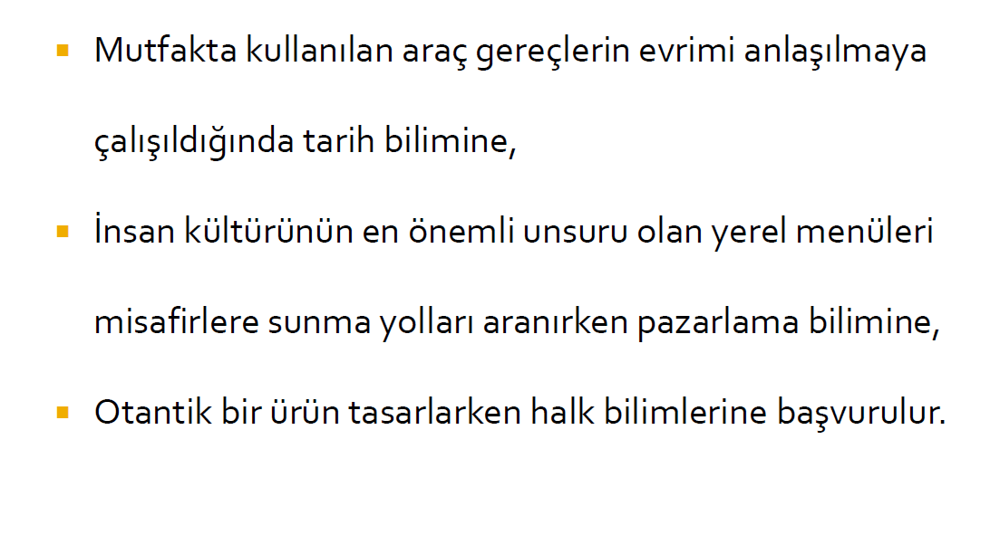 Mutfakta kullanılan araç gereçlerin evrimi anlaşılmaya
çalışıldığında tarih bilimine,
İnsan kültürünün en önemli unsuru olan yerel menüleri
misafirlere sunma yolları aranırken pazarlama bilimine,
Otantik bir ürün tasarlarken halk bilimlerine başvurulur.